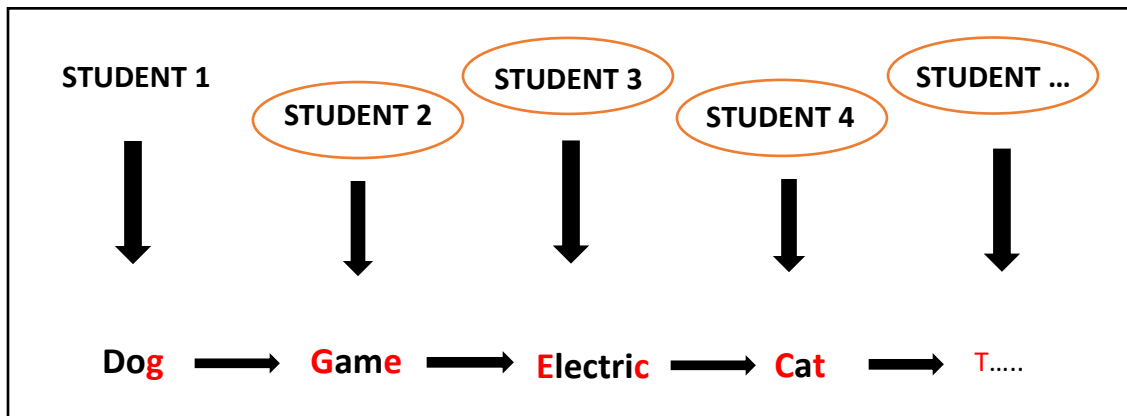 STUDENT 1 STUDENT 2 STUDENT 3 STUDENT 4 STUDENT ...
Dog Game Electric Cat T.....